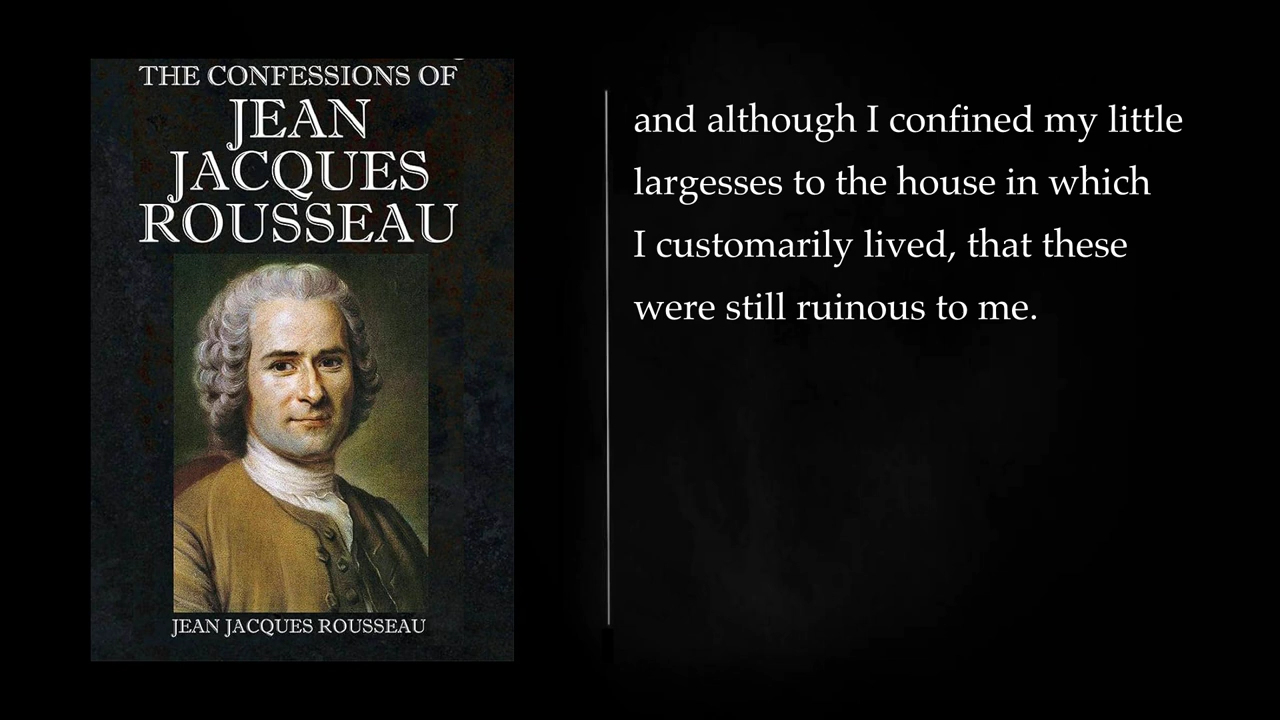 THE CONFESSIONS OF
JEAN
JACQUES
ROUSSEAU
JEAN JACQUES ROUSSEAU
and although I confined my little
largesses to the house in which
I customarily lived, that these
were still ruinous to me.